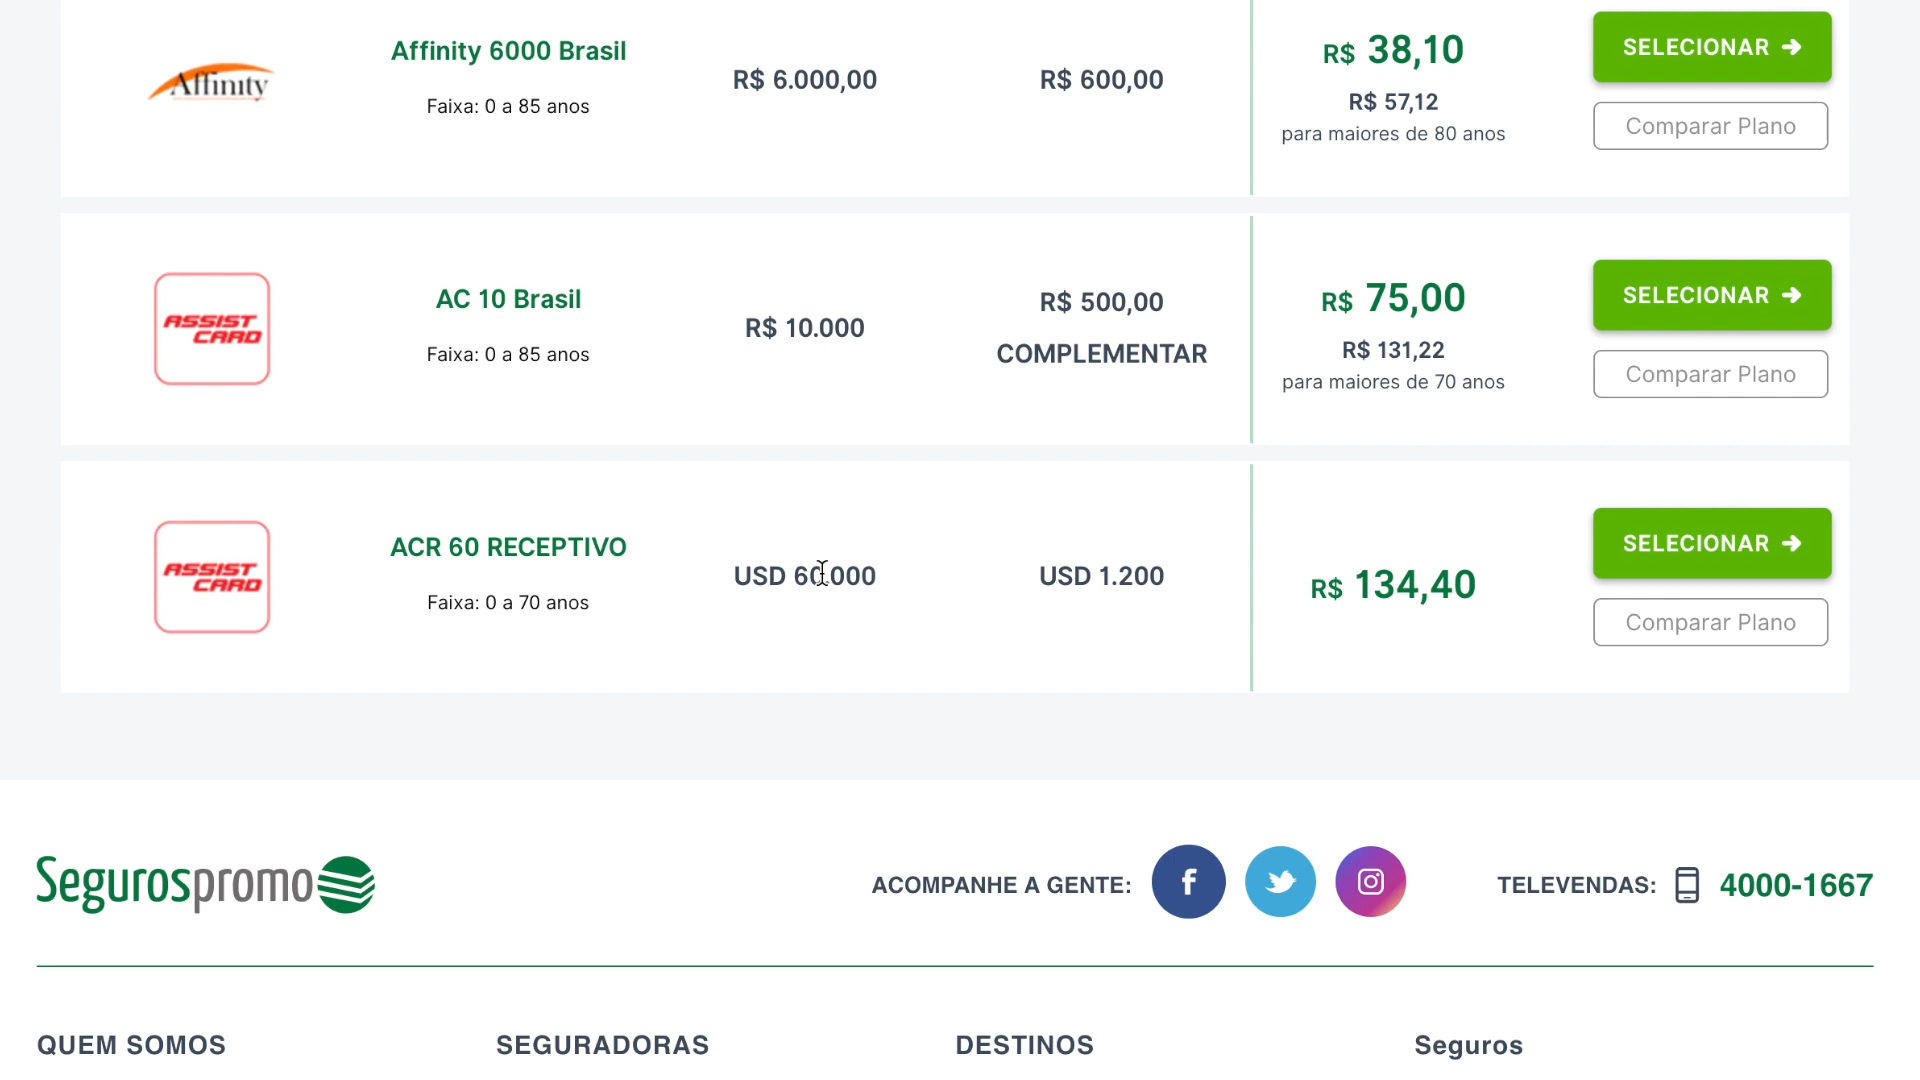 Affinity
Affinity 6000 Brasil
Faixa: 0 a 85 anos
R$ 6.000,00
R$ 600,00
R$ 38,10
R$ 57,12
para maiores de 80 anos
SELECIONAR
Comparar Plano
ASSIST
CARD
AC 10 Brasil
Faixa: 0 a 85 anos
R$ 10.000
R$ 500,00
COMPLEMENTAR
R$ 75,00
R$ 131,22
para maiores de 70 anos
SELECIONAR
Comparar Plano
ASSIST
CARD
ACR 60 RECEPTIVO
Faixa: 0 a 70 anos
USD 60.000
USD 1.200
R$ 134,40
SELECIONAR
Comparar Plano
Segurospromo
ACOMPANHE A GENTE:
TELEVENDAS: 4000-1667
QUEM SOMOS
SEGURADORAS
DESTINOS
Seguros